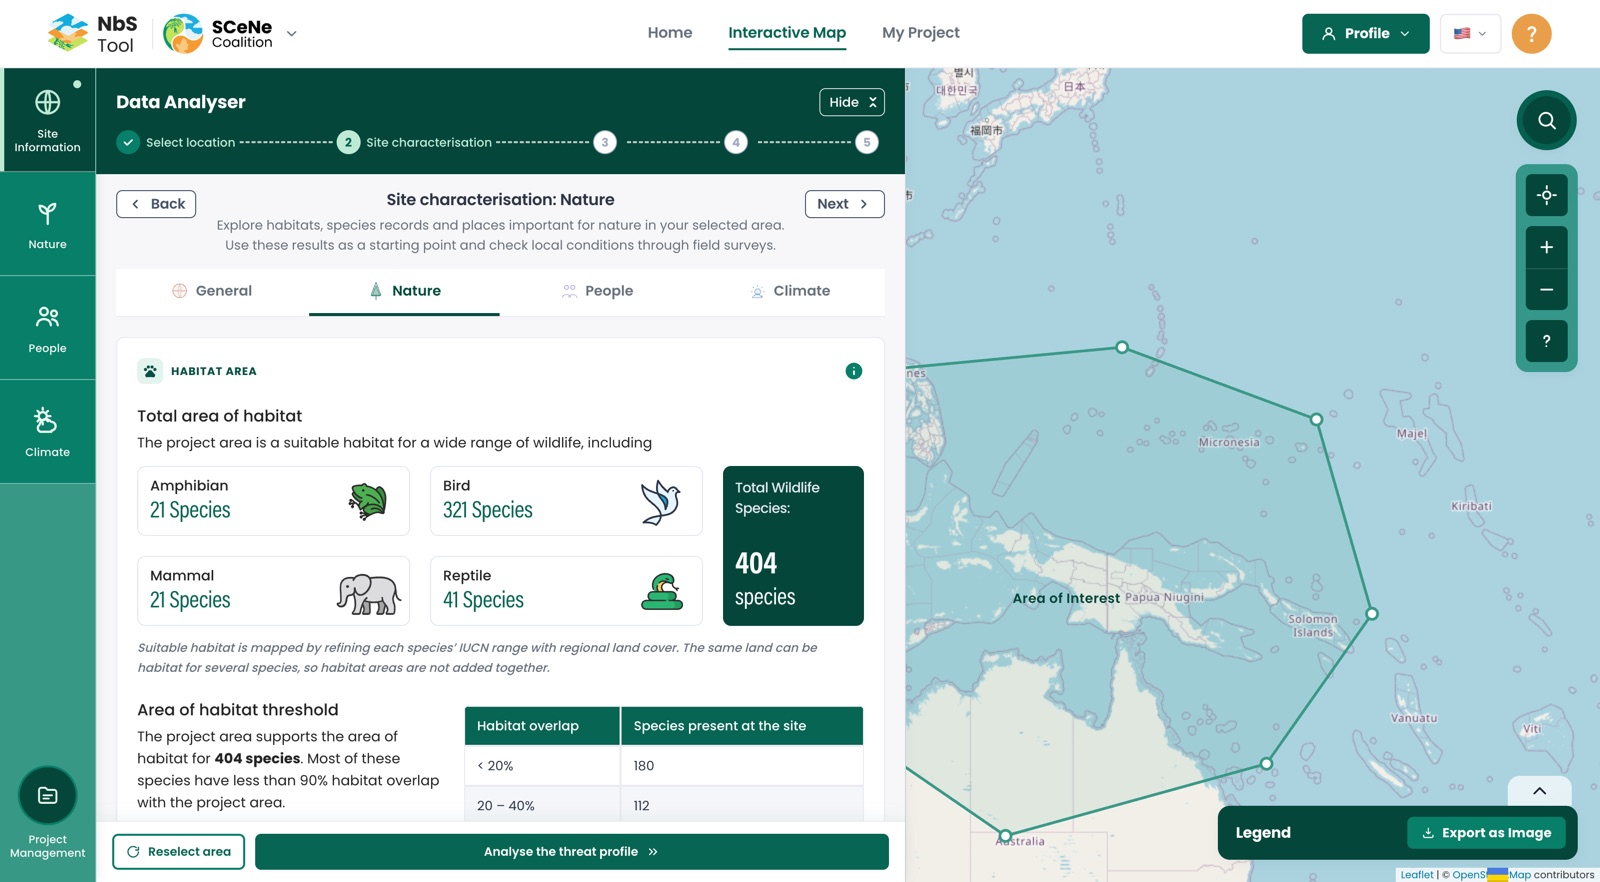 NbS
Tool
SCeNe
Coalition
Home
Interactive Map
My Project
Profile
?
Site
Information
Nature
People
Climate
Project
Management
Data Analyser
Hide
Select location
2
Site characterisation
3
4
5
Back
Site characterisation: Nature
Next
Explore habitats, species records and places important for nature in your selected area.
Use these results as a starting point and check local conditions through field surveys.
General
Nature
People
Climate
HABITAT AREA
Total area of habitat
The project area is a suitable habitat for a wide range of wildlife, including
Amphibian
21 Species
Bird
321 Species
Mammal
21 Species
Reptile
41 Species
Total Wildlife
Species:
404
species
Suitable habitat is mapped by refining each species’ IUCN range with regional land cover. The same land can be
habitat for several species, so habitat areas are not added together.
Area of habitat threshold
The project area supports the area of
habitat for 404 species. Most of these
species have less than 90% habitat overlap
with the project area.
Habitat overlap
Species present at the site
< 20%
180
20 – 40%
112
Reselect area
Analyse the threat profile
별시
대한민국
日本
福岡市
Micronesia
Majel
Kiribati
Area of Interest
Papua Niugini
Solomon
Islands
Vanuatu
Viti
Australia
+
−
?
Legend
Export as Image
Leaflet | © OpenS Map contributors